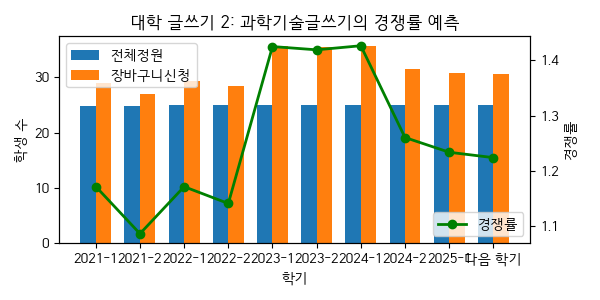 대학 글쓰기 2: 과학기술글쓰기의 경쟁률 예측
전체정원
장바구니신청
학생 수
30
20
10
0
1.4
1.3
1.2
1.1
경쟁률
경쟁률
2021-1 2021-2 2022-1 2022-2 2023-1 2023-2 2024-1 2024-2 2025-1 다음 학기
학기